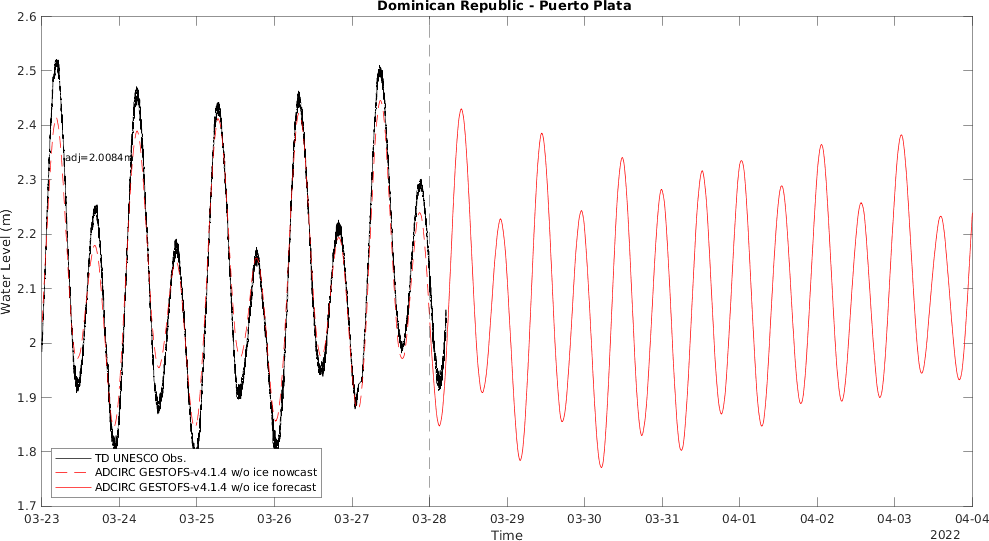 Dominican Republic - Puerto Plata
2.6
2.5
2.4
2.3
2.2
2.1
2
1.9
1.8
1.7
Water Level (m)
adj=2.0084m
TD UNESCO Obs.
ADCIRC GESTOFS-v4.1.4 w/o ice nowcast
ADCIRC GESTOFS-v4.1.4 w/o ice forecast
03-23 03-24 03-25 03-26 03-27 03-28 03-29 03-30 03-31 04-01 04-02 04-03 04-04
Time
2022